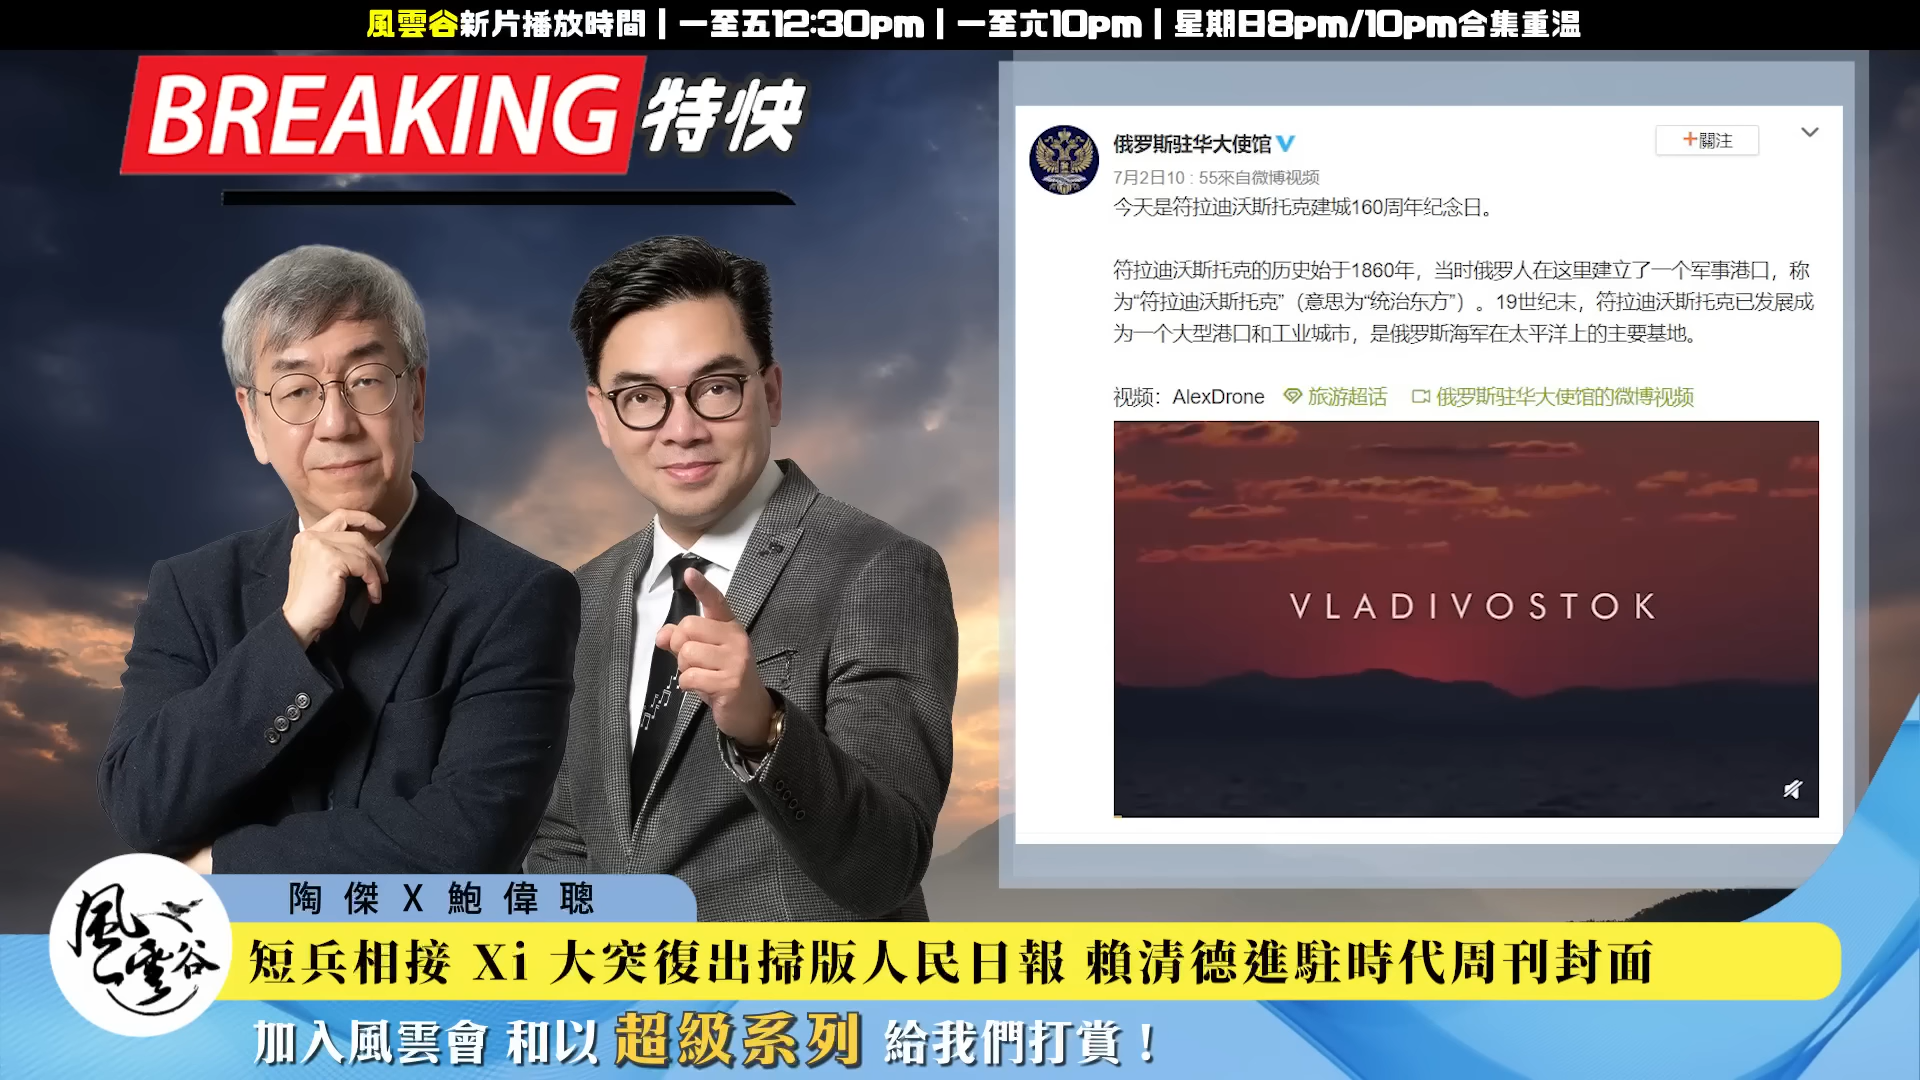 風雲谷新片播放時間 | 一至五12:30pm | 一至六10pm | 星期日8pm/10pm合集重溫
BREAKING 特快
俄罗斯驻华大使馆
+關注
7月2日10:55來自微博视频
今天是符拉迪沃斯托克建城160周年纪念日。
符拉迪沃斯托克的历史始于1860年，当时俄罗人在这里建立了一个军事港口，称
为“符拉迪沃斯托克”（意思为“统治东方”）。19世纪末，符拉迪沃斯托克已发展成
为一个大型港口和工业城市，是俄罗斯海军在太平洋上的主要基地。
视频：AlexDrone 旅游超话 俄罗斯驻华大使馆的微博视频
VLADIVOSTOK
風雲谷
陶傑X鮑偉聰
短兵相接 Xi 大突復出掃版人民日報 賴清德進駐時代周刊封面
加入風雲會 和以 超級系列 給我們打賞！